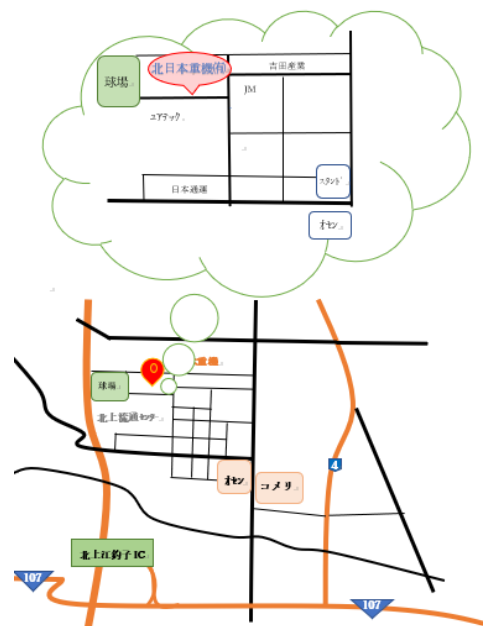 北日本重機㈲
吉田産業
球場
JM
ユアテック
スタンド
日本通運
オセン
重機
球場
北上流通センター
オセン
コメリ
4
北上江釣子IC
107
107